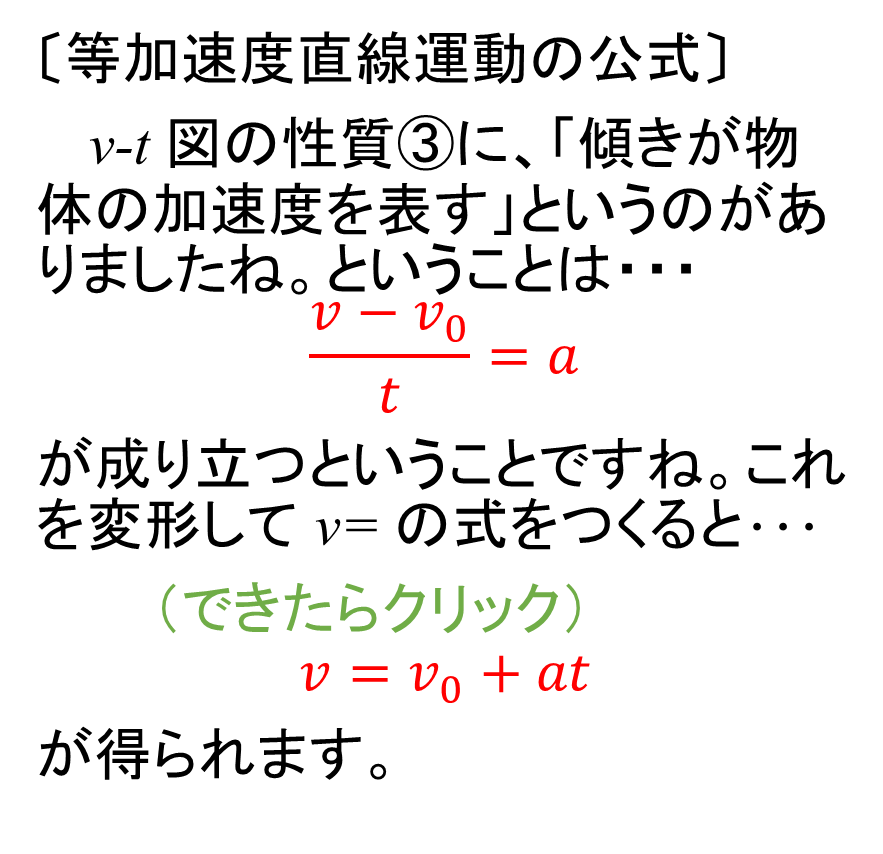 〔等加速度直線運動の公式〕
v-t 図の性質③に、「傾きが物
体の加速度を表す」というのがあ
りましたね。ということは・・・
\frac{v - v_0}{t} = a
が成り立つということですね。これ
を変形して v= の式をつくると・・・
（できたらクリック）
v = v_0 + at
が得られます。